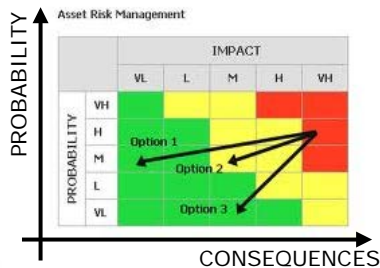 Asset Risk Management
IMPACT
VL L M H VH
PROBABILITY
PROBABILITY
VH
H
M
L
VL
Option 1
Option 2
Option 3
CONSEQUENCES